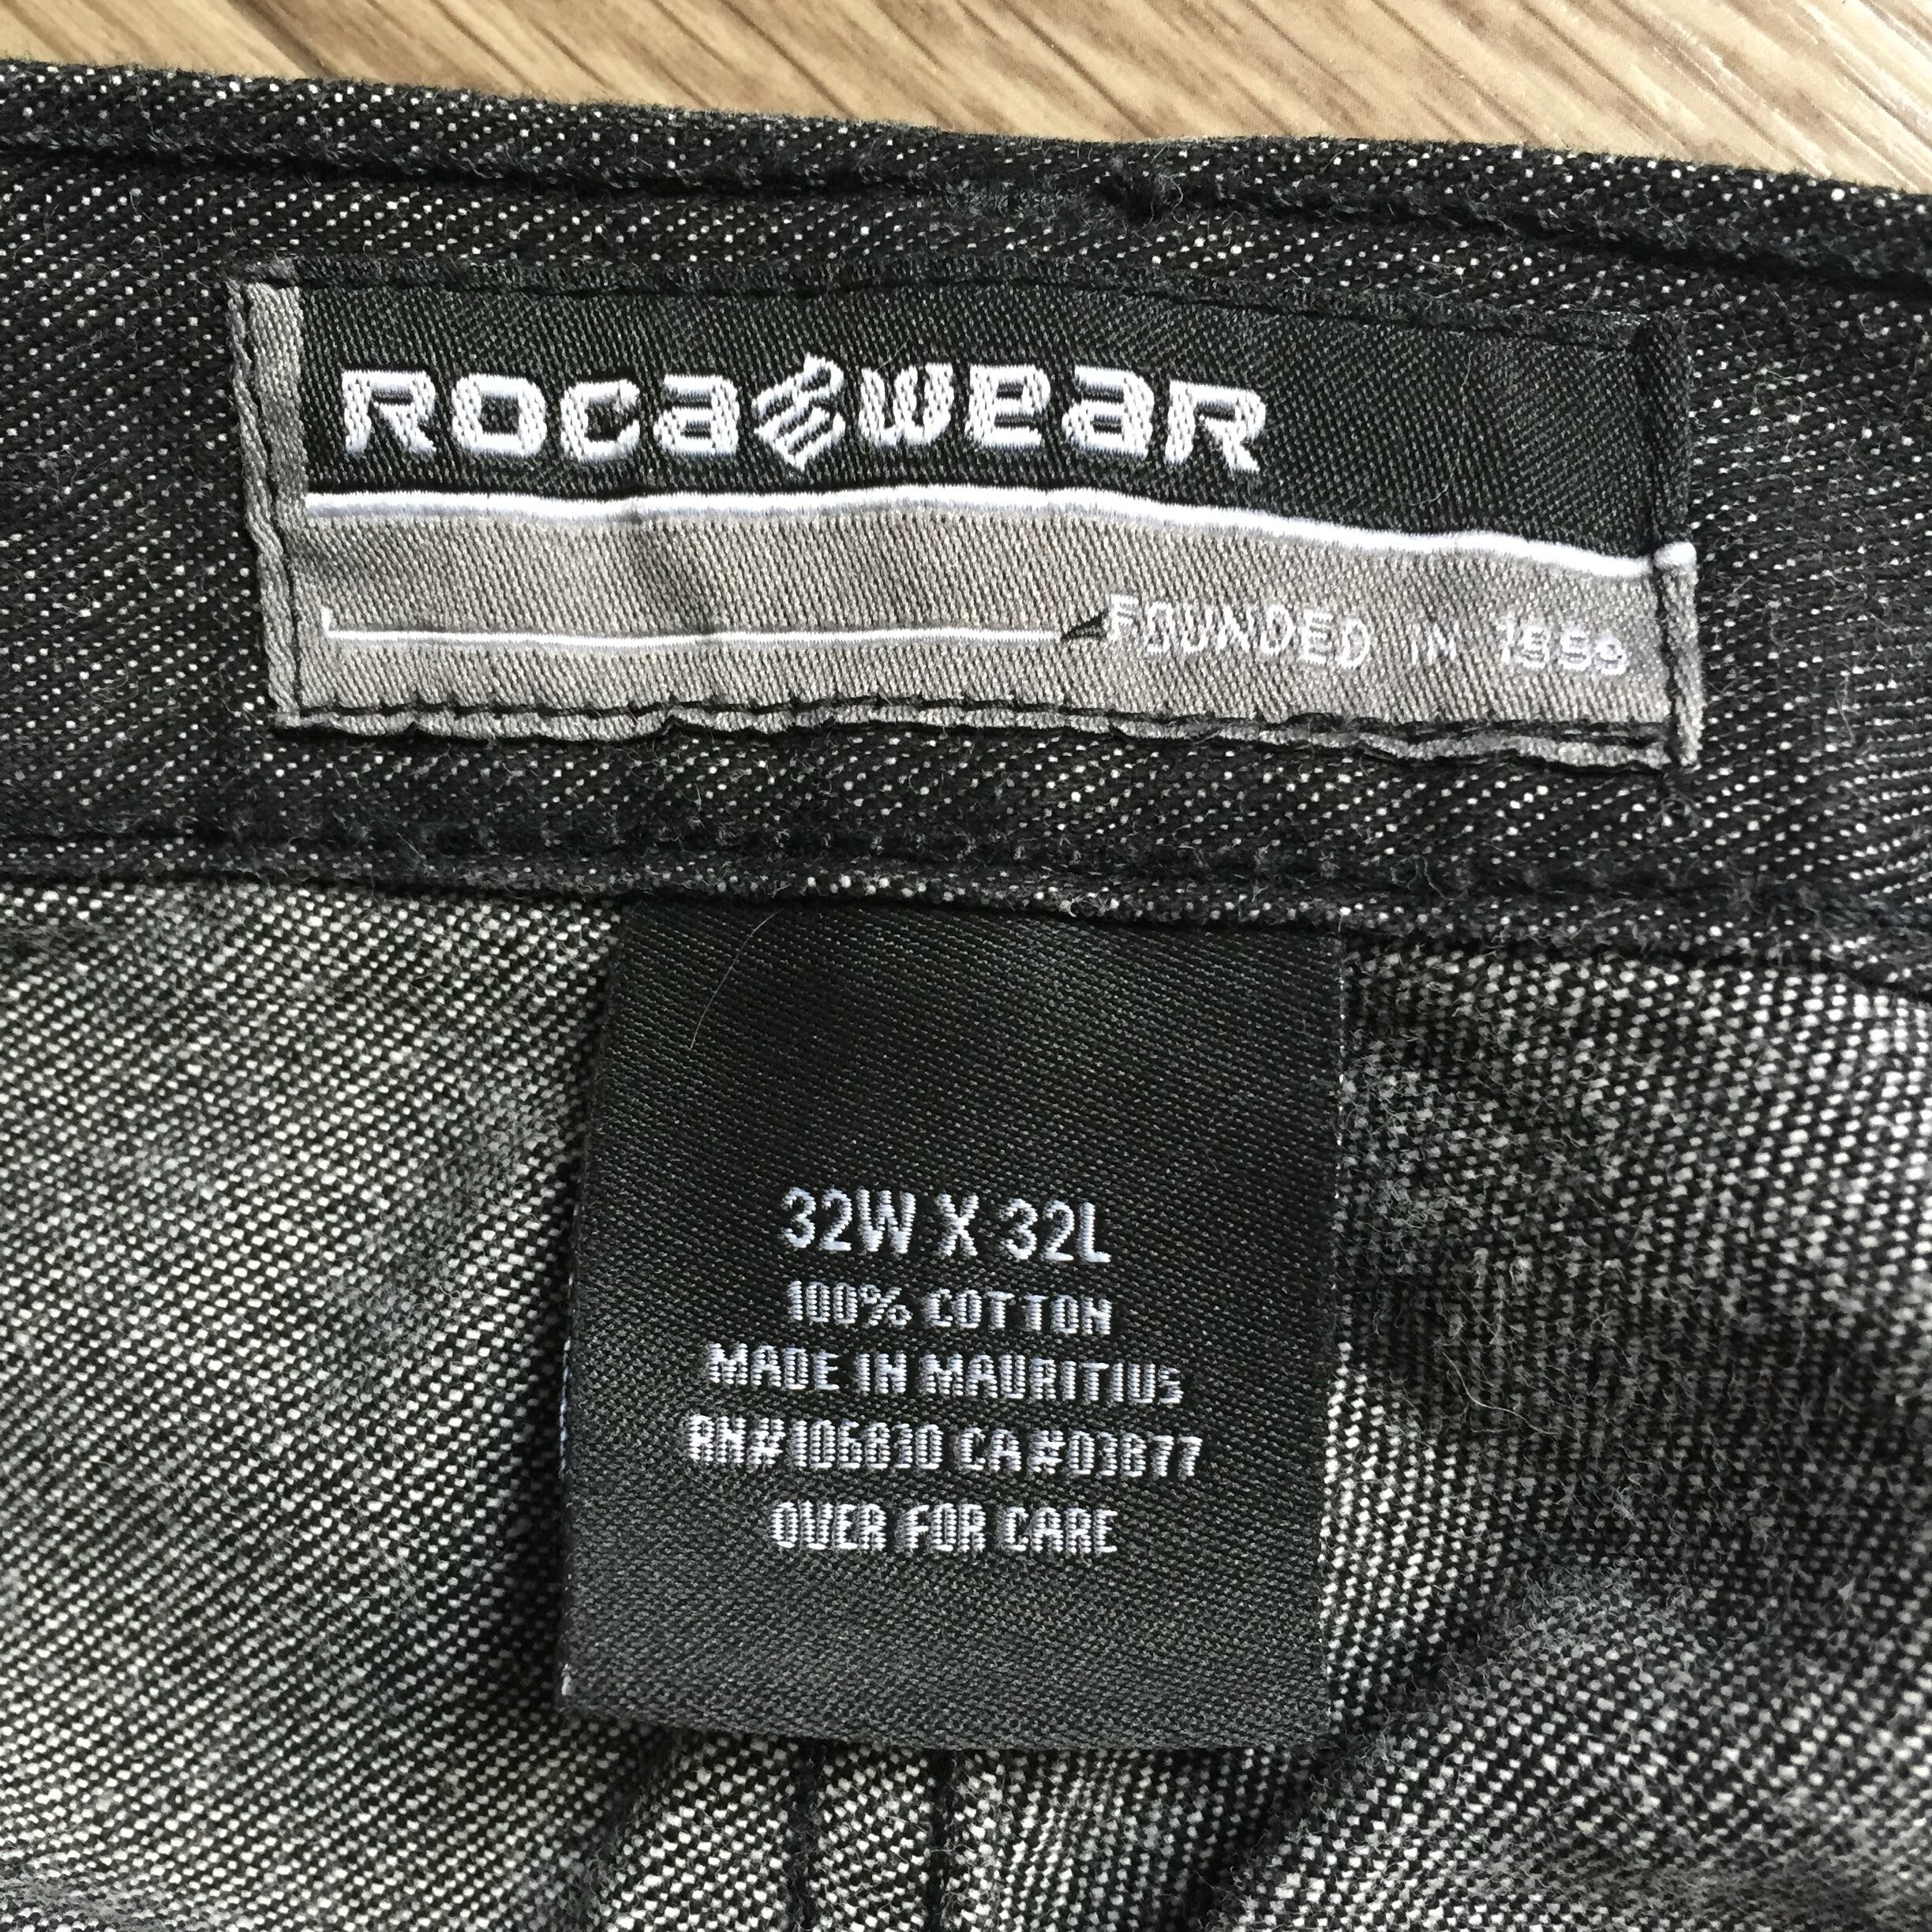 ROCAWEAR
FOUNDED IN 1999
32W X 32L
100% COTTON
MADE IN MAURITIUS
RN#106830 CA#03877
OVER FOR CARE